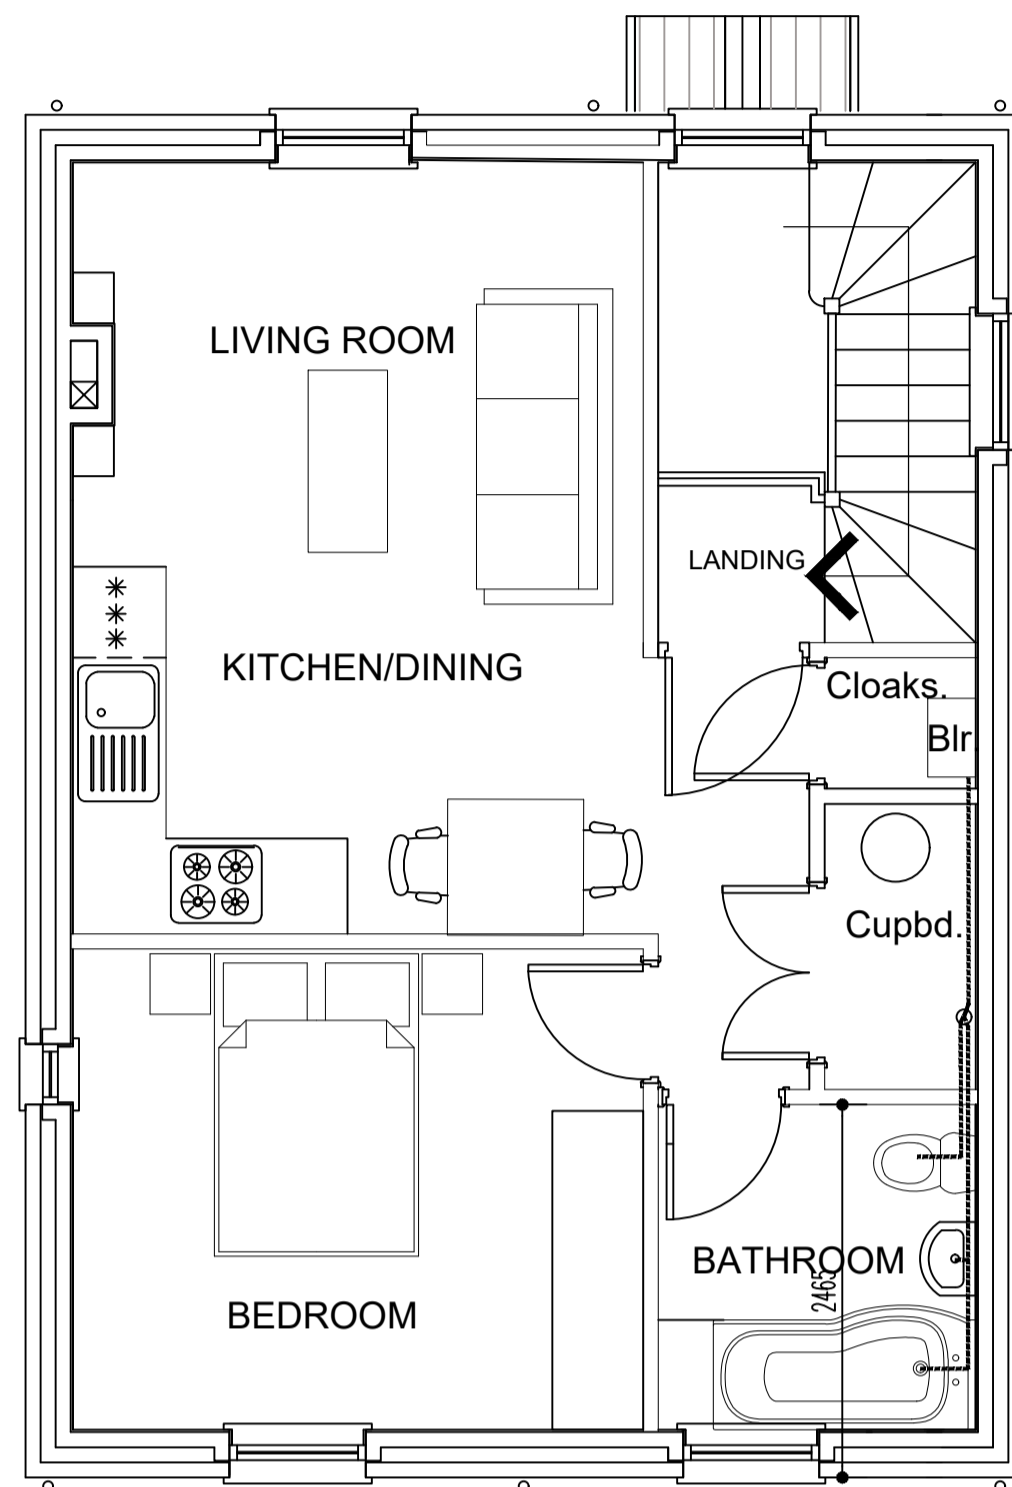 LIVING ROOM
LANDING
KITCHEN/DINING
Cloaks.
Blr.
Cupbd.
BATHROOM
2465
BEDROOM